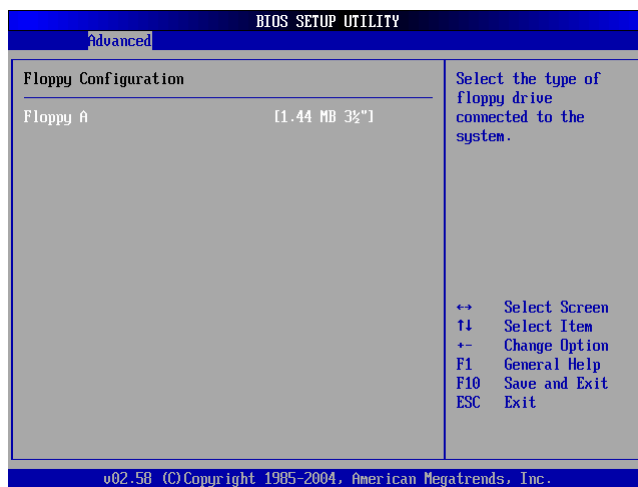 BIOS SETUP UTILITY
Advanced
Floppy Configuration
Floppy A [1.44 MB 3½"]
Select the type of
floppy drive
connected to the
system.
↔ Select Screen
↑↓ Select Item
+- Change Option
F1 General Help
F10 Save and Exit
ESC Exit
v02.58 (C)Copyright 1985-2004, American Megatrends, Inc.